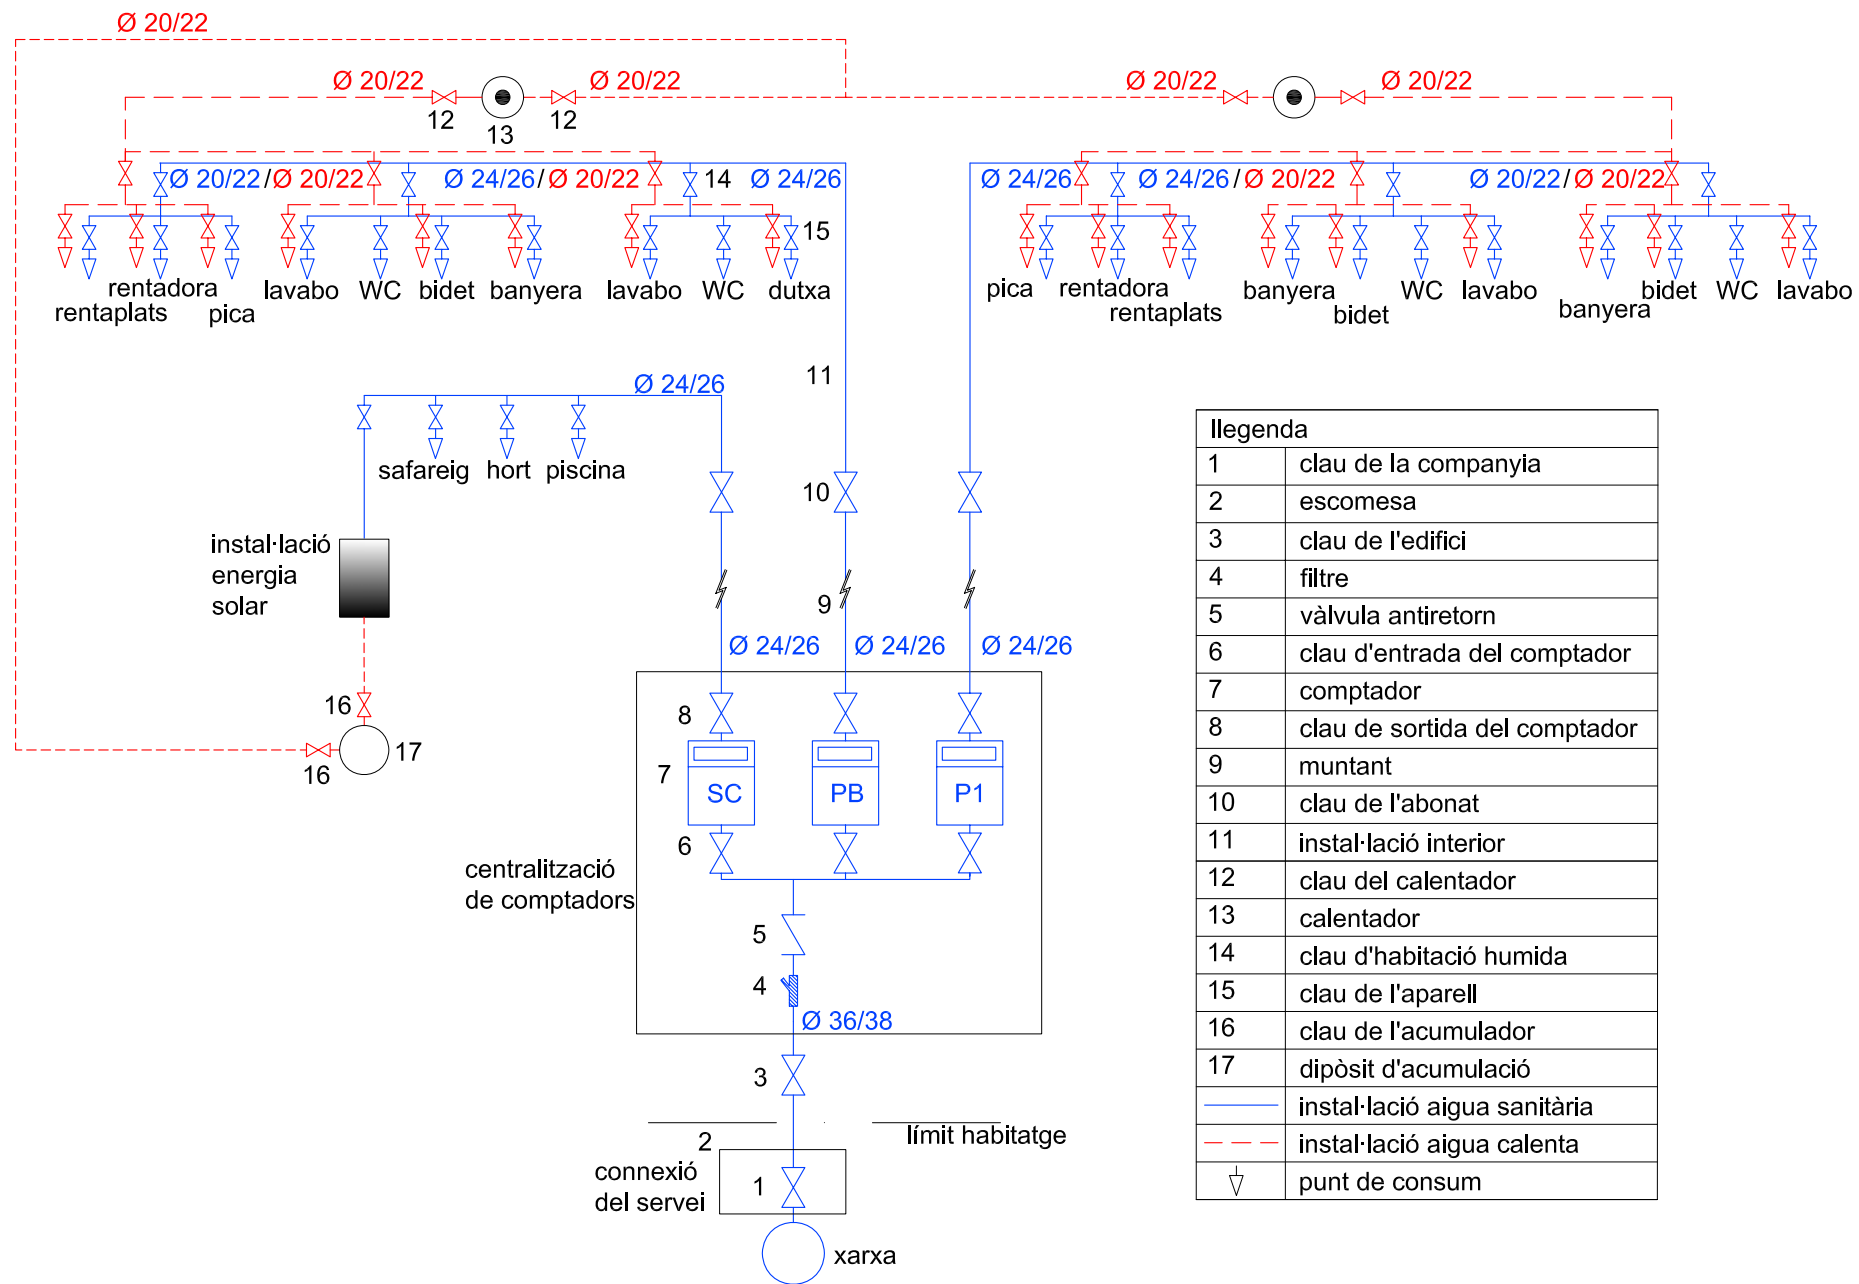 Ø 20/22
Ø 20/22
Ø 20/22
Ø 20/22
Ø 20/22
12
13
12
Ø 20/22/Ø 20/22
Ø 24/26/Ø 20/22
14
Ø 24/26
Ø 24/26
Ø 24/26/Ø 20/22
Ø 20/22/Ø 20/22
15
rentadora
rentaplats
pica
lavabo
WC
bidet
banyera
lavabo
WC
dutxa
pica
rentadora
rentaplats
banyera
bidet
WC
lavabo
banyera
bidet
WC
lavabo
11
Ø 24/26
safareig
hort
piscina
10
instal·lació
energia
solar
9
Ø 24/26
Ø 24/26
Ø 24/26
16
17
16
8
7
SC
PB
P1
6
centralització
de comptadors
5
4
Ø 36/38
3
límit habitatge
2
connexió
del servei
1
xarxa
llegenda
1 clau de la companyia
2 escomesa
3 clau de l'edifici
4 filtre
5 vàlvula antiretorn
6 clau d'entrada del comptador
7 comptador
8 clau de sortida del comptador
9 muntant
10 clau de l'abonat
11 instal·lació interior
12 clau del calentador
13 calentador
14 clau d'habitació humida
15 clau de l'aparell
16 clau de l'acumulador
17 dipòsit d'acumulació
instal·lació aigua sanitària
instal·lació aigua calenta
punt de consum